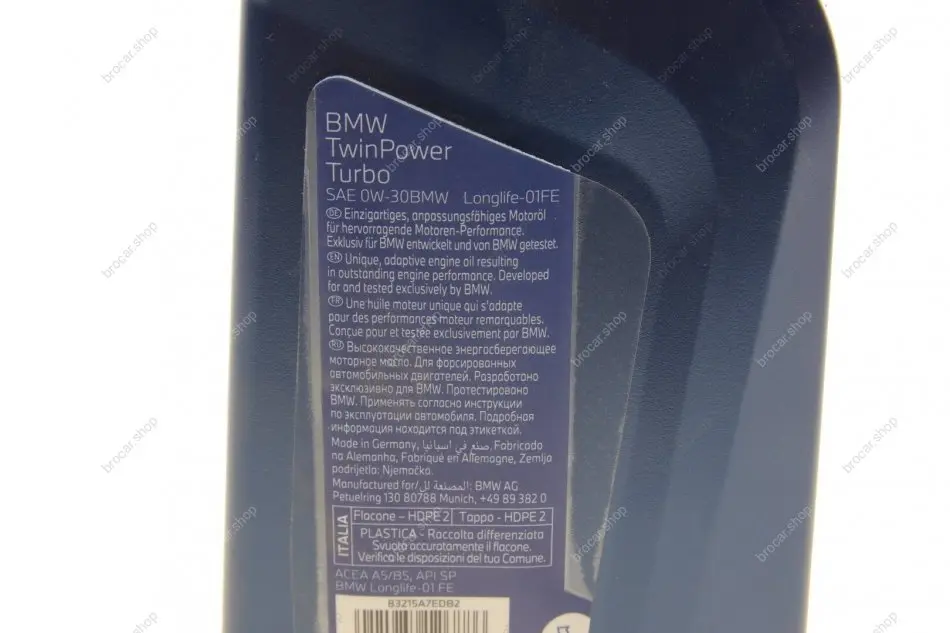 BMW
TwinPower
Turbo
SAE 0W-30BMW Longlife-01FE
DE Einzigartiges, anpassungsfähiges Motoröl
für hervorragende Motoren-Performance.
Exklusiv für BMW entwickelt und von BMW getestet.
EN Unique, adaptive engine oil resulting
in outstanding engine performance. Developed
for and tested exclusively by BMW.
FR Une huile moteur unique qui s'adapte
pour des performances moteur remarquables.
Conçue pour et testée exclusivement par BMW.
RU Высококачественное энергосберегающее
моторное масло. Для форсированных
автомобильных двигателей. Разработано
эксклюзивно для BMW. Протестировано
BMW. Применять согласно инструкции
по эксплуатации автомобиля. Подробная
информация находится под этикеткой.
Made in Germany, صنع في اسبانيا, Fabricado
na Alemanha, Fabriqué en Allemagne, Zemlja
podrijetla: Njemačka
Manufactured for/المصنعة لل: BMW AG
Petuelring 130 80788 Munich, +49 89 382 0
ITALIA
Flacone – HDPE 2 Tappo - HDPE 2
PLASTICA - Raccolta differenziata
Svuota accuratamente il flacone.
Verifica le disposizioni del tuo Comune.
ACEA A5/B5, API SP
BMW Longlife-01 FE
83215A7EDB2
brocar.shop